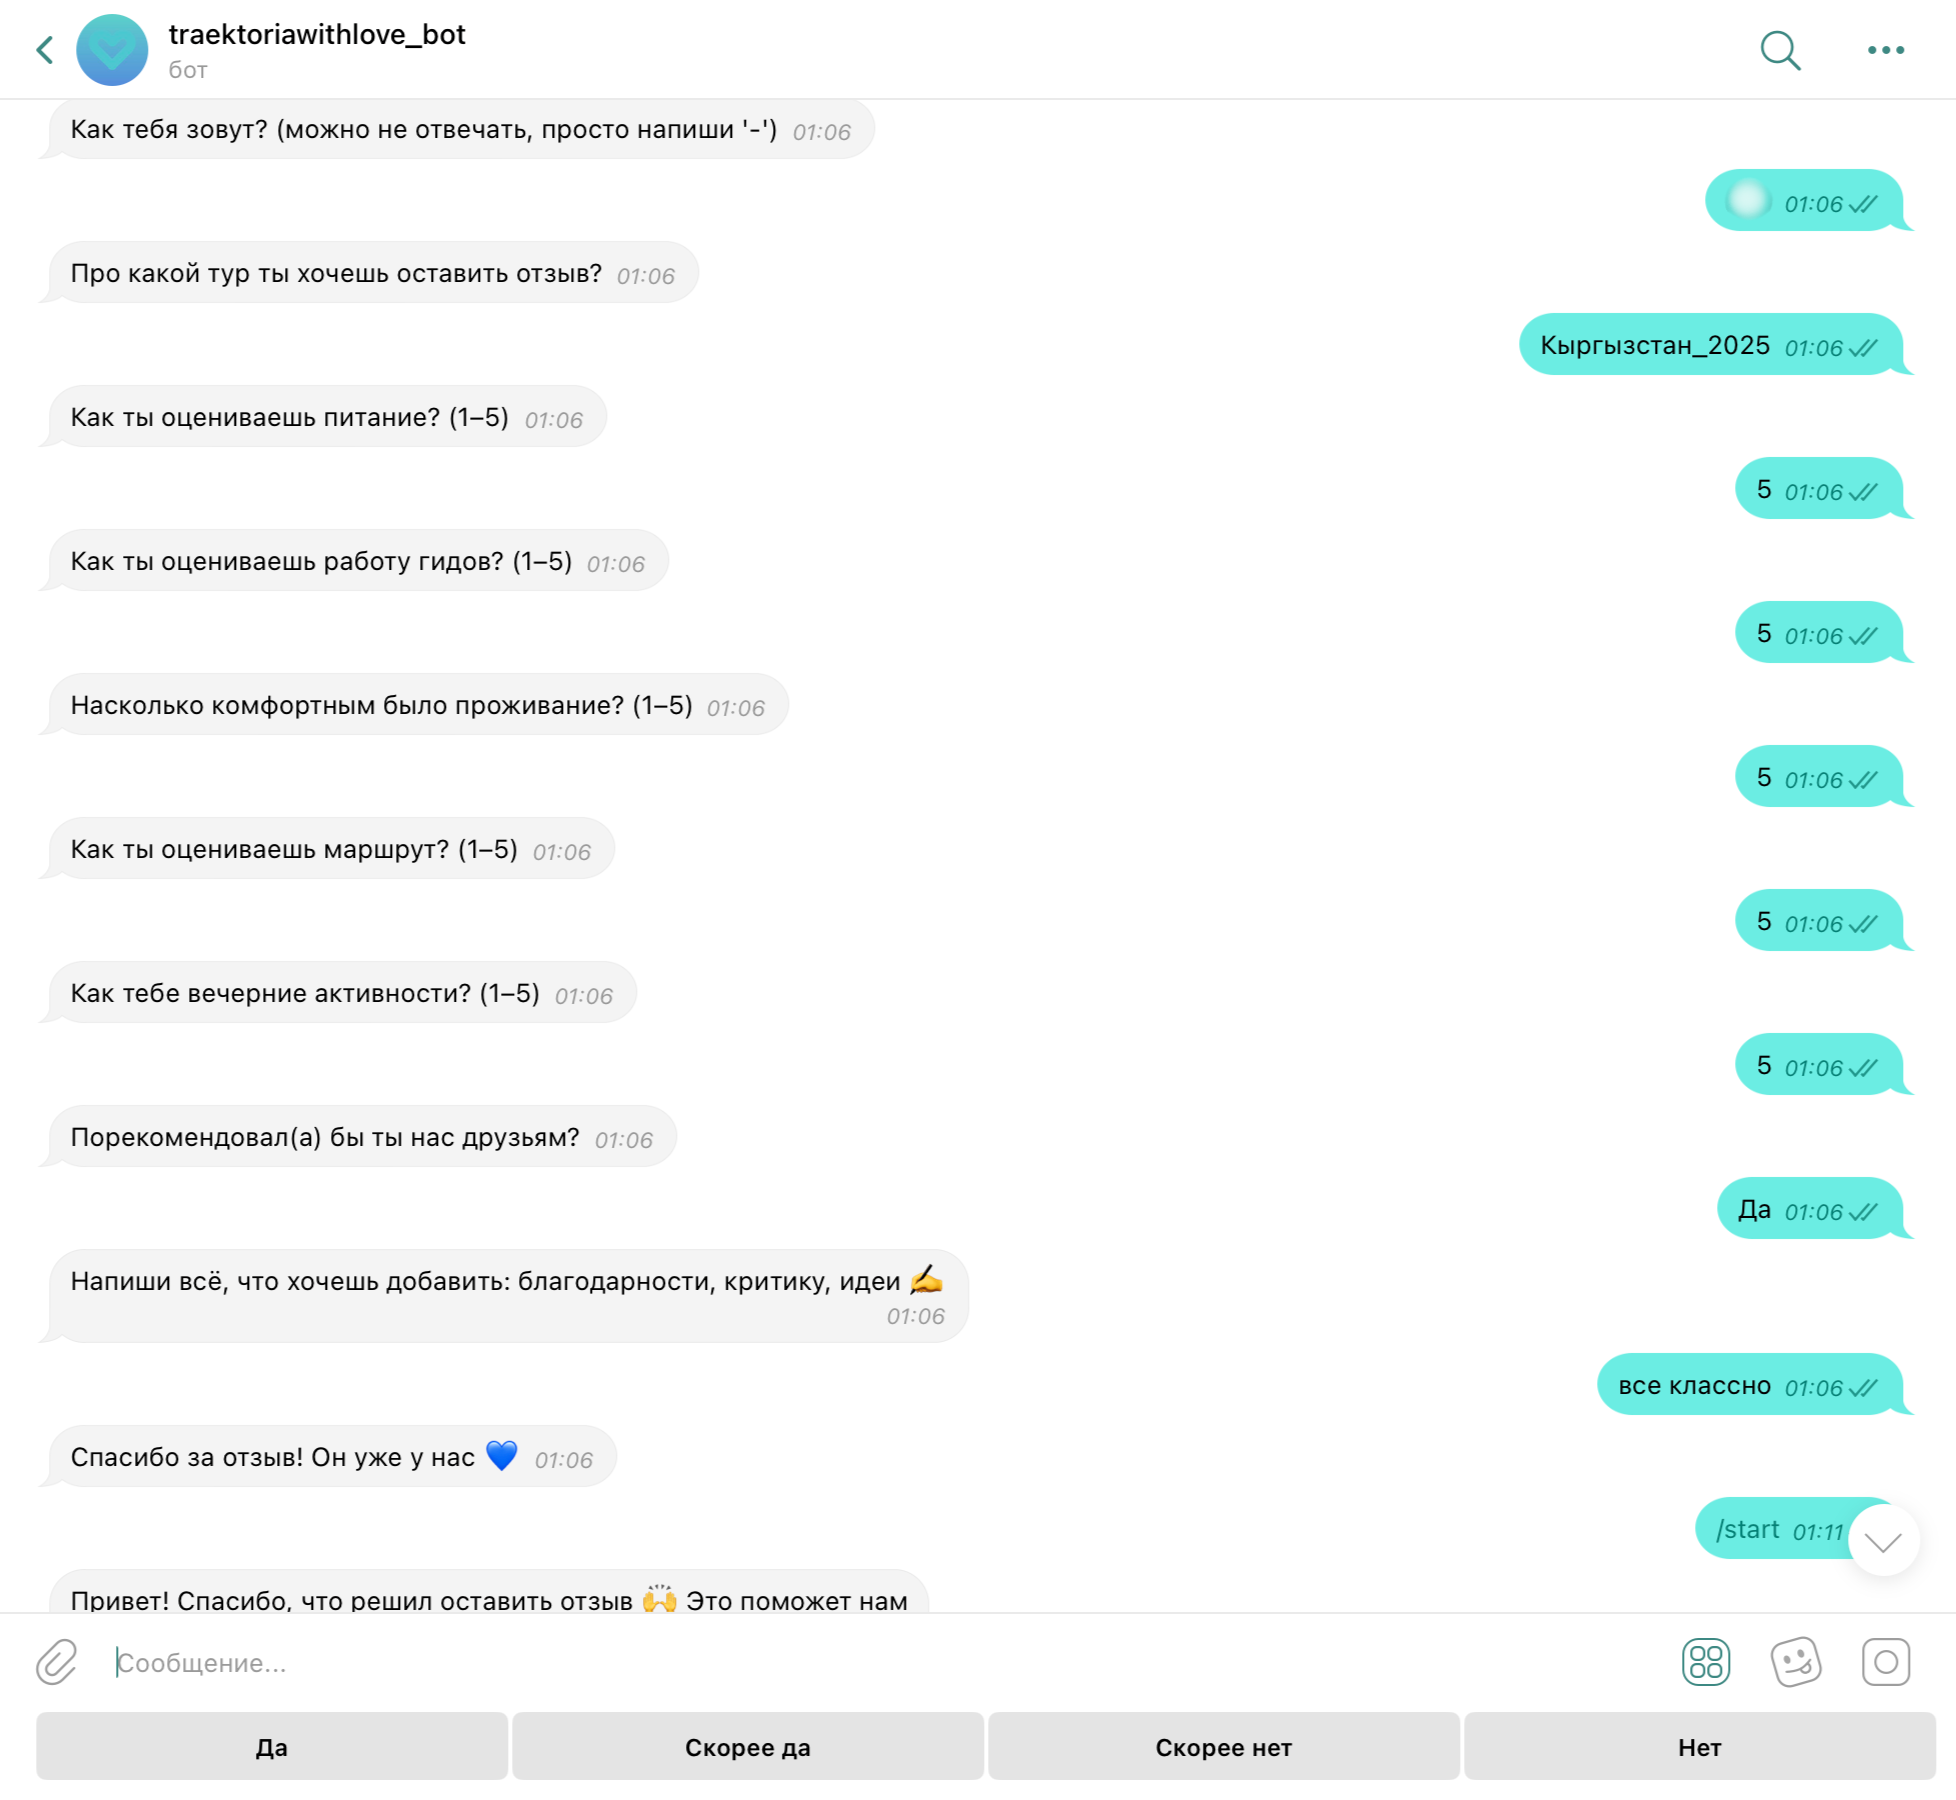 traektoriawithlove_bot
бот
Как тебя зовут? (можно не отвечать, просто напиши '-') 01:06
01:06
Про какой тур ты хочешь оставить отзыв? 01:06
Кыргызстан_2025 01:06
Как ты оцениваешь питание? (1–5) 01:06
5 01:06
Как ты оцениваешь работу гидов? (1–5) 01:06
5 01:06
Насколько комфортным было проживание? (1–5) 01:06
5 01:06
Как ты оцениваешь маршрут? (1–5) 01:06
5 01:06
Как тебе вечерние активности? (1–5) 01:06
5 01:06
Порекомендовал(а) бы ты нас друзьям? 01:06
Да 01:06
Напиши всё, что хочешь добавить: благодарности, критику, идеи ✍️
01:06
все классно 01:06
Спасибо за отзыв! Он уже у нас 💙 01:06
/start 01:11
Привет! Спасибо, что решил оставить отзыв 🙌 Это поможет нам
Сообщение...
Да Скорее да Скорее нет Нет